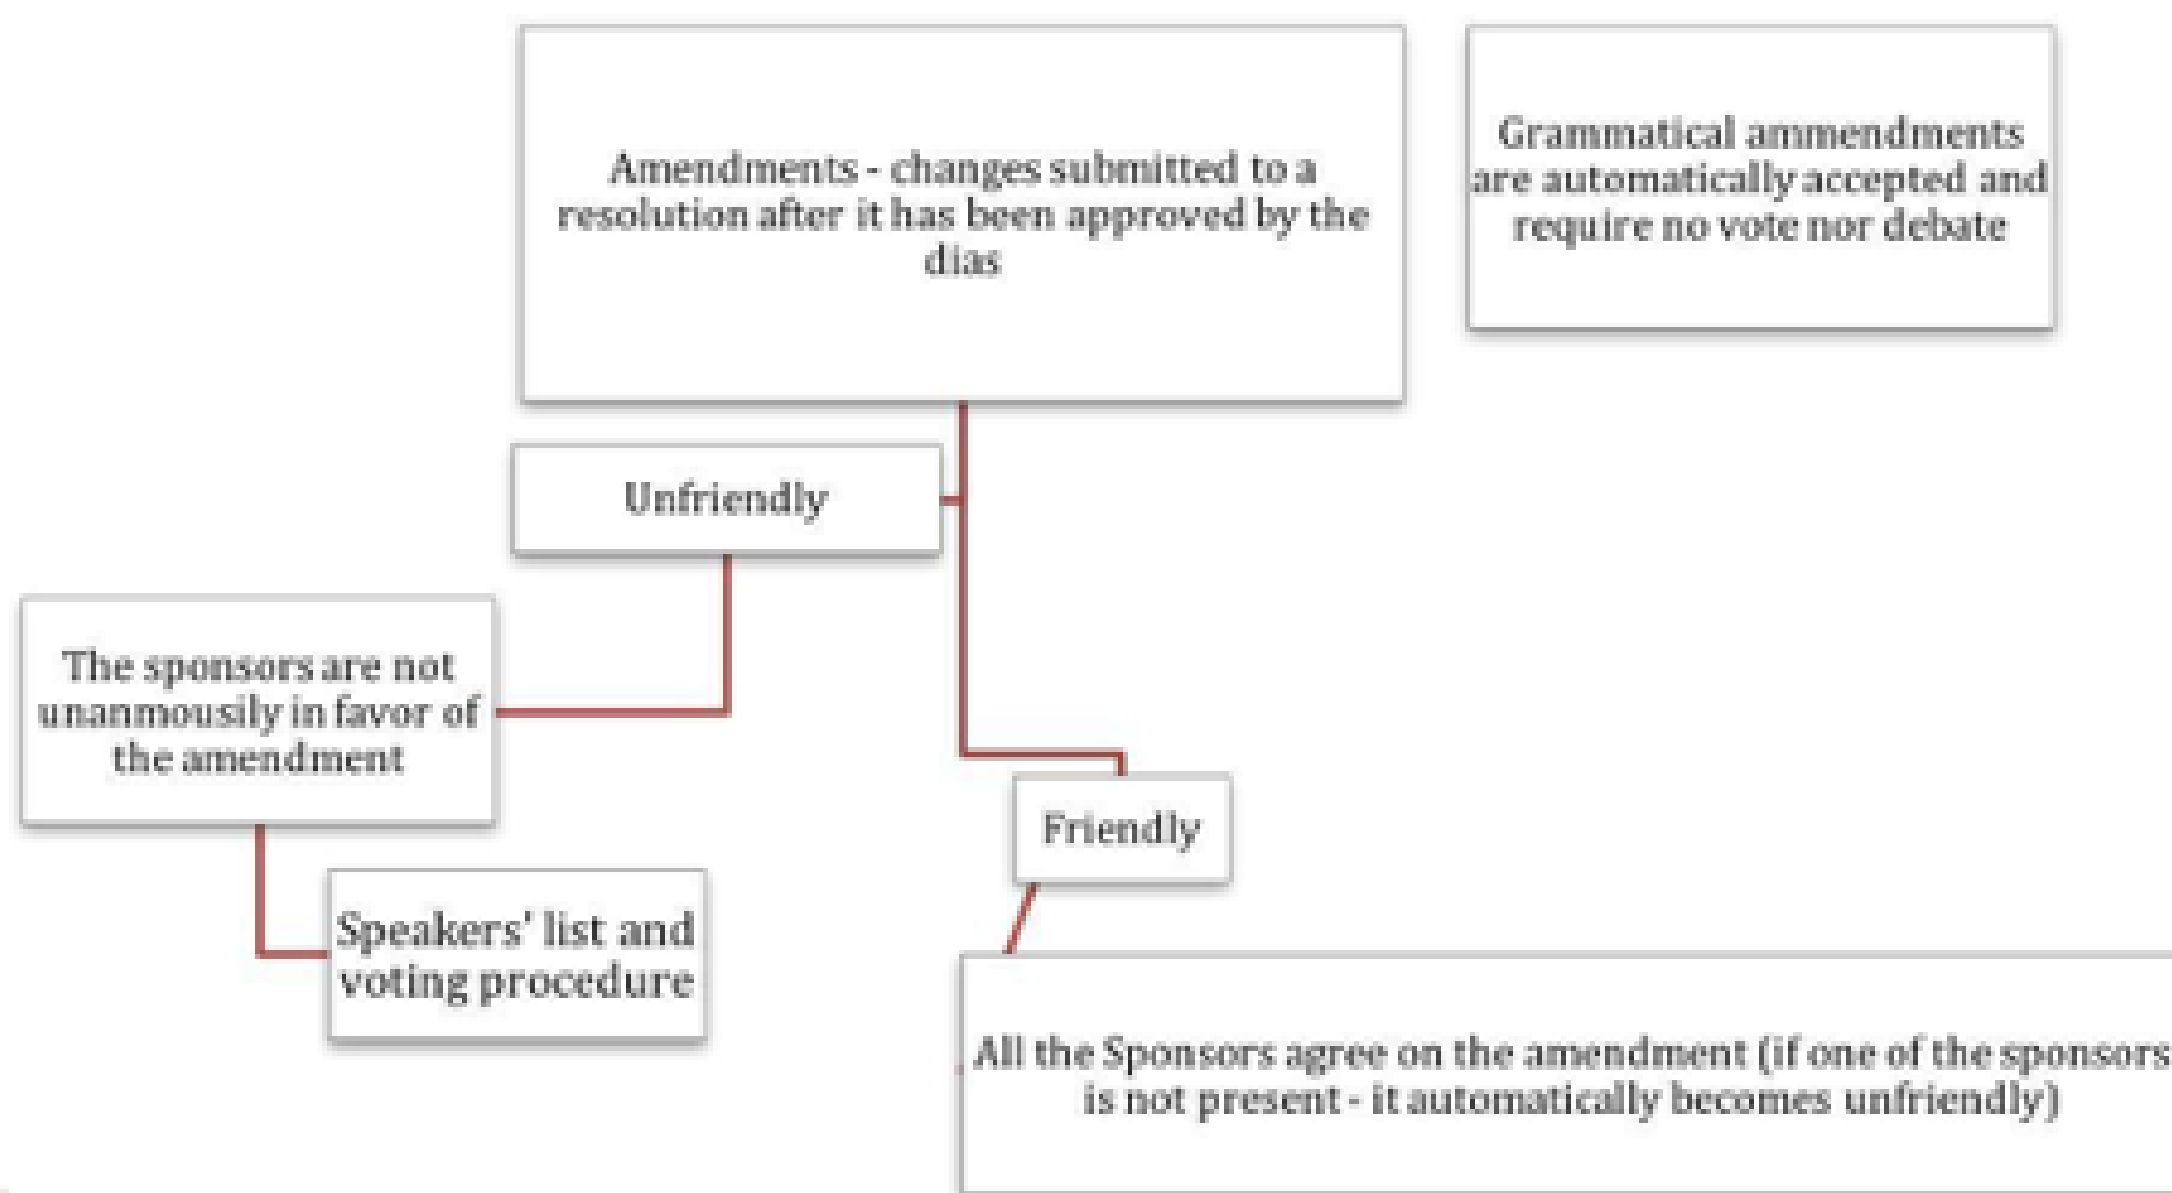 Amendments - changes submitted to a
resolution after it has been approved by the
dias
Grammatical ammendments
are automatically accepted and
require no vote nor debate
Unfriendly
The sponsors are not
unanmousily in favor of
the amendment
Speakers' list and
voting procedure
Friendly
All the Sponsors agree on the amendment (if one of the sponsors
is not present - it automatically becomes unfriendly)